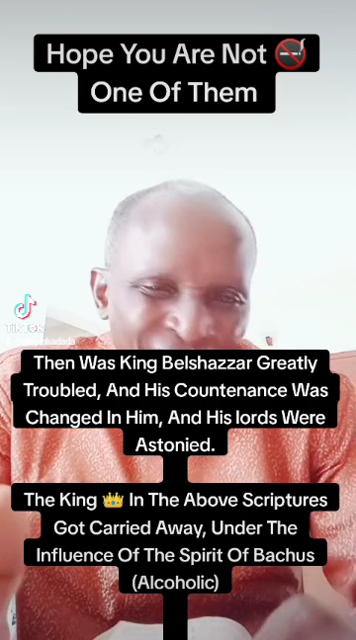 Hope You Are Not 🚭
One Of Them
TikTok
Then Was King Belshazzar Greatly
Troubled, And His Countenance Was
Changed In Him, And His lords Were
Astonied.
The King 👑 In The Above Scriptures
Got Carried Away, Under The
Influence Of The Spirit Of Bachus
(Alcoholic)